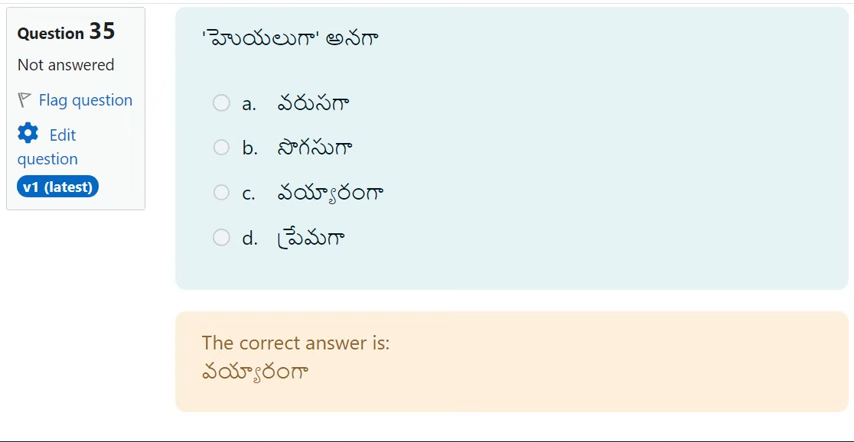 Question 35
Not answered
Flag question
Edit
question
v1 (latest)
'హెుయలుగా' అనగా
a. వరుసగా
b. సొగసుగా
c. వయ్యారంగా
d. ప్రేమగా
The correct answer is:
వయ్యారంగా